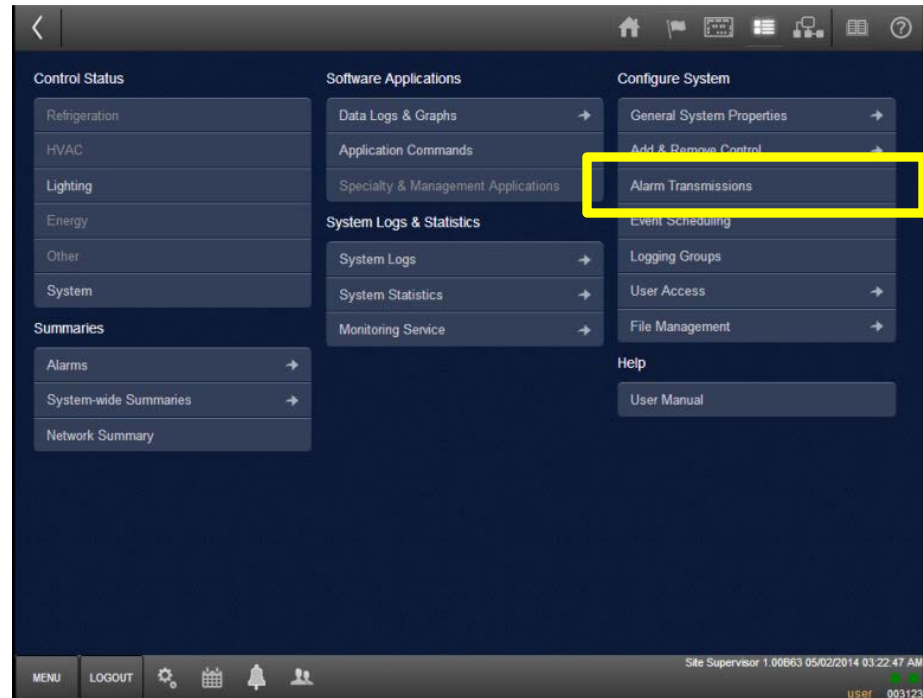 Control Status
Refrigeration
HVAC
Lighting
Energy
Other
System
Summaries
Alarms
System-wide Summaries
Network Summary
Software Applications
Data Logs & Graphs
Application Commands
Specialty & Management Applications
System Logs & Statistics
System Logs
System Statistics
Monitoring Service
Configure System
General System Properties
Add & Remove Control
Alarm Transmissions
Event Scheduling
Logging Groups
User Access
File Management
Help
User Manual
MENU
LOGOUT
Site Supervisor 1.00B63 05/02/2014 03:22:47 AM
user 003120